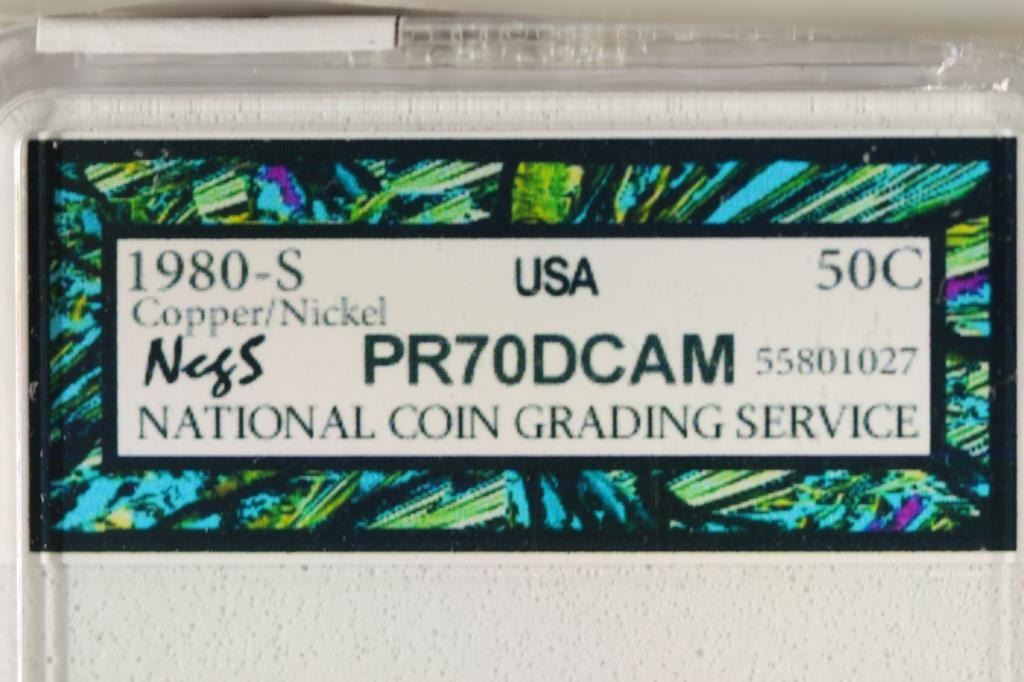 1980-S USA 50C
Copper/Nickel
NcgS PR70DCAM 55801027
NATIONAL COIN GRADING SERVICE